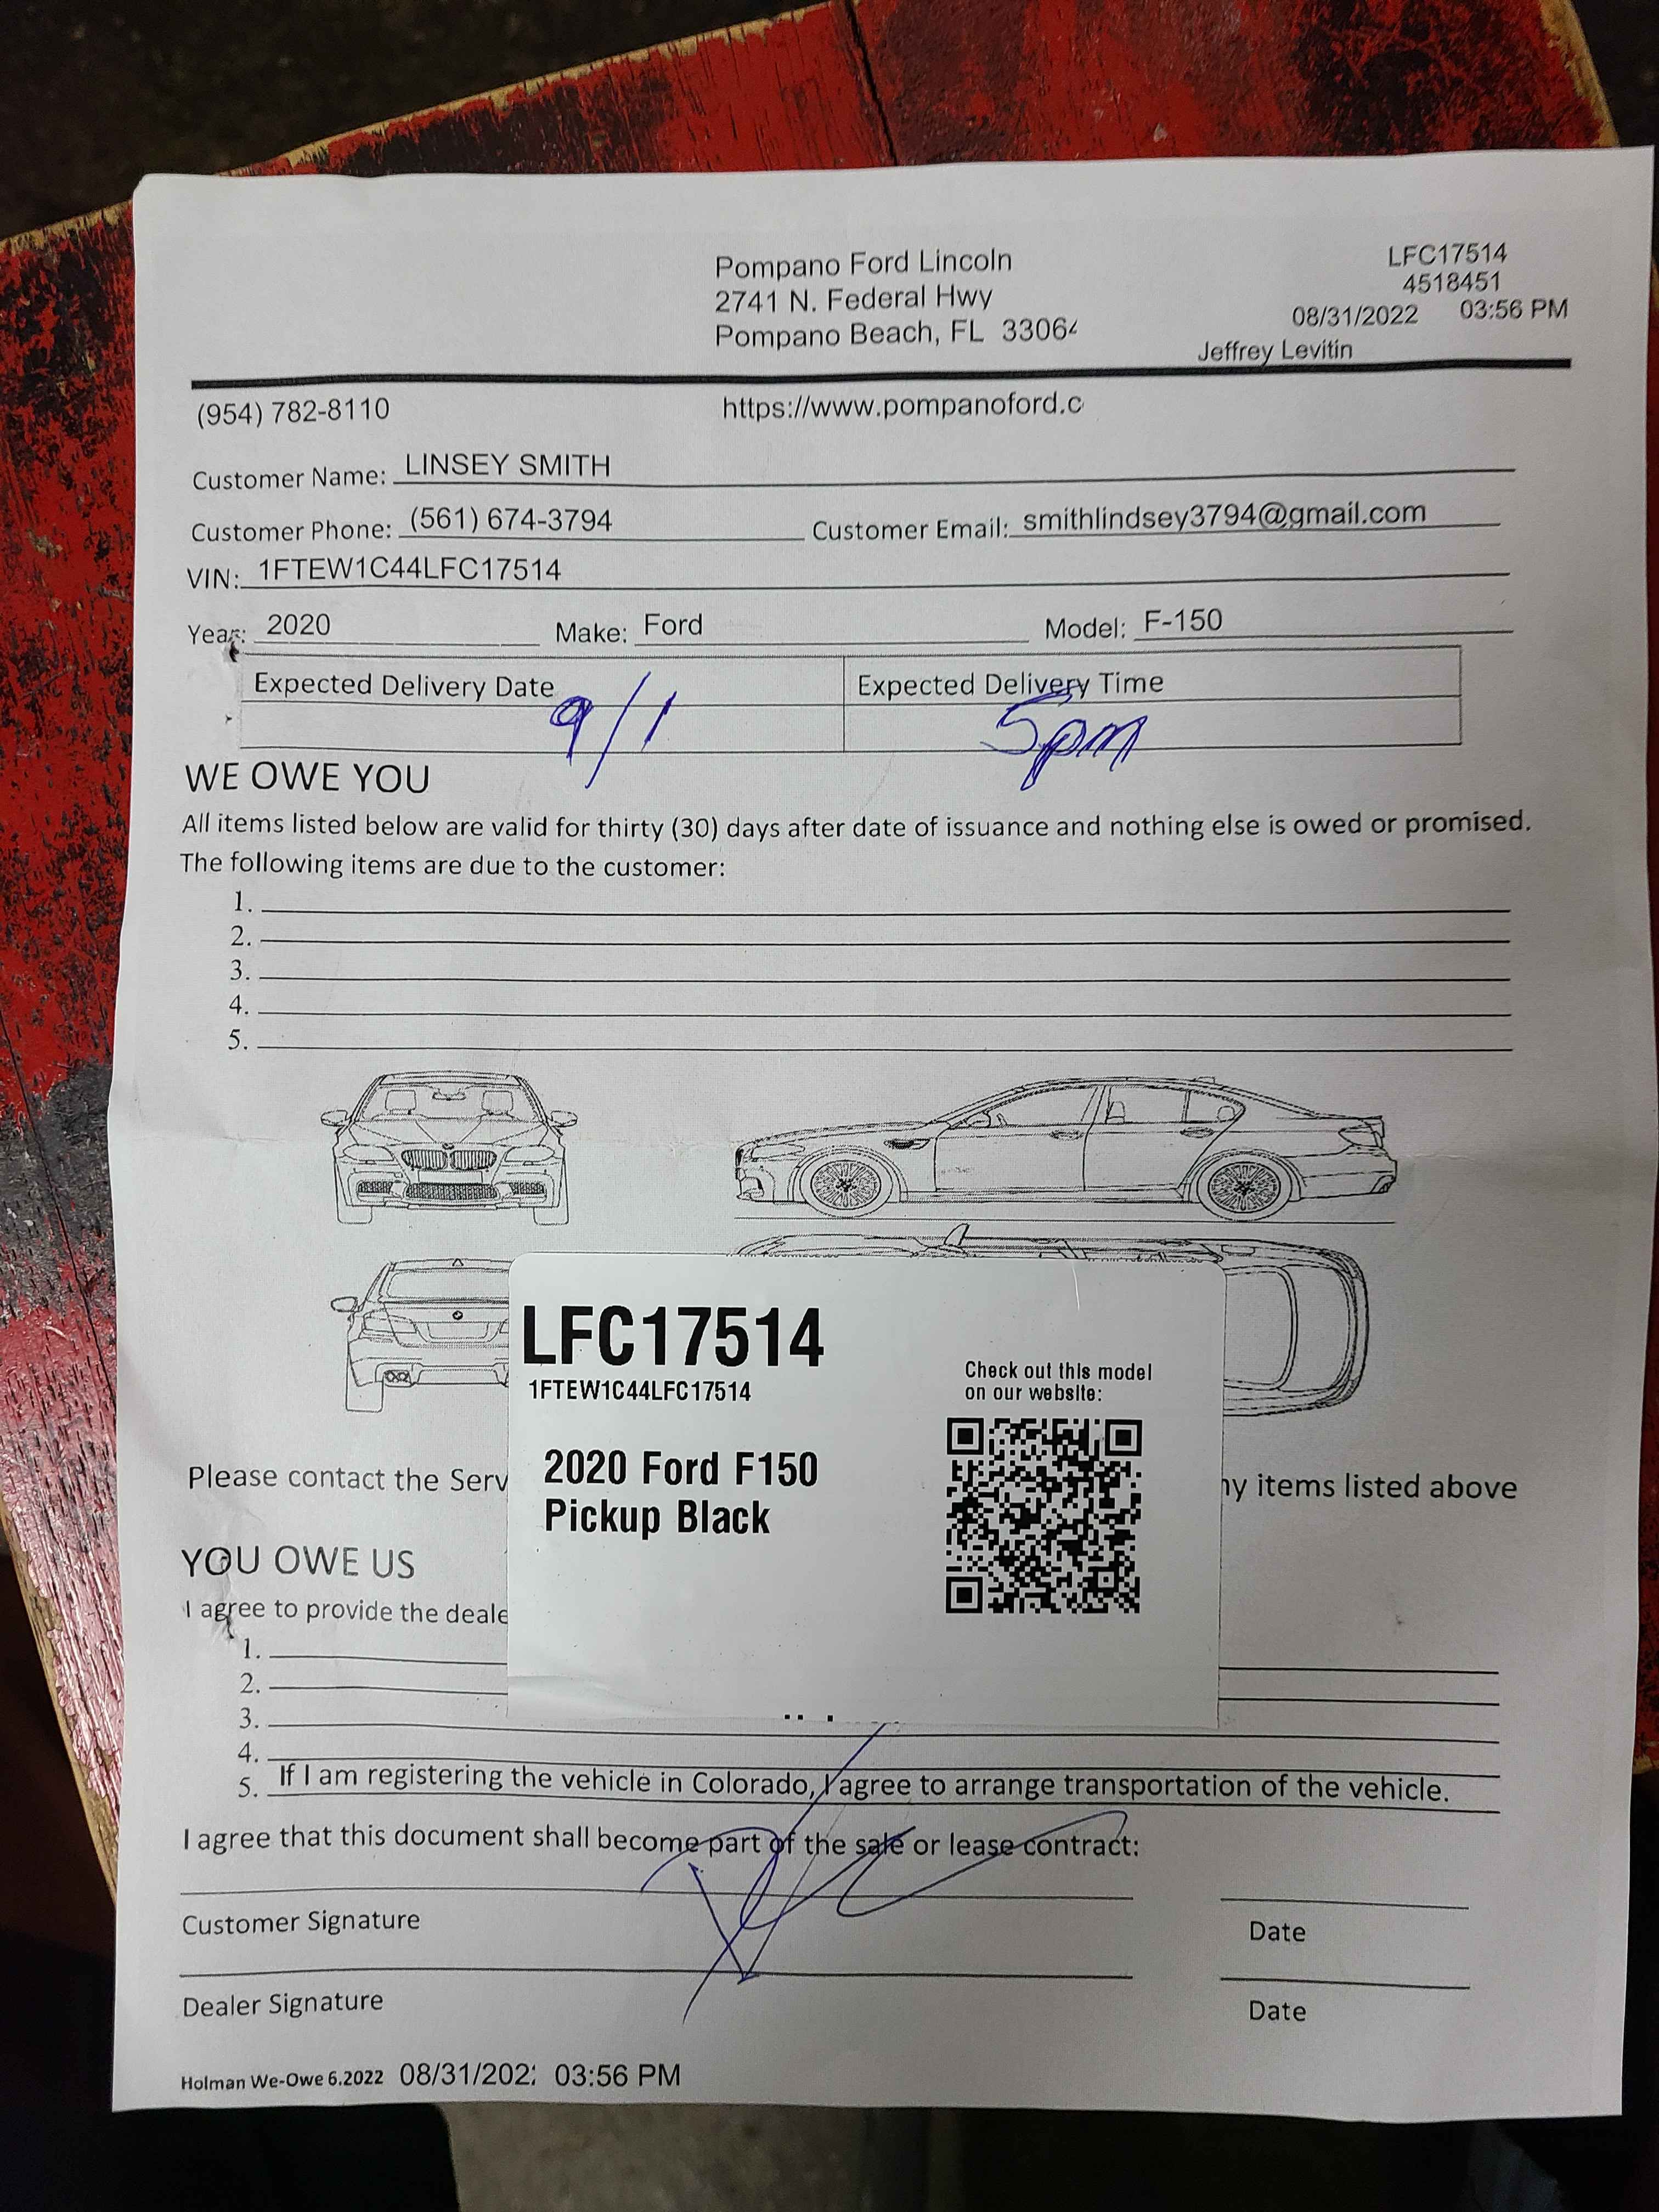 Pompano Ford Lincoln
2741 N. Federal Hwy
Pompano Beach, FL 33064
LFC17514
4518451
08/31/2022 03:56 PM
Jeffrey Levitin
(954) 782-8110 https://www.pompanoford.c
Customer Name: LINSEY SMITH
Customer Phone: (561) 674-3794 Customer Email: smithlindsey3794@gmail.com
VIN: 1FTEW1C44LFC17514
Year: 2020 Make: Ford Model: F-150
Expected Delivery Date Expected Delivery Time
9/1 5pm
WE OWE YOU
All items listed below are valid for thirty (30) days after date of issuance and nothing else is owed or promised.
The following items are due to the customer:
1.
2.
3.
4.
5.
LFC17514
1FTEW1C44LFC17514
2020 Ford F150
Pickup Black
Check out this model
on our website:
Please contact the Serv ny items listed above
YOU OWE US
I agree to provide the deale
1.
2.
3.
4.
5. If I am registering the vehicle in Colorado, I agree to arrange transportation of the vehicle.
I agree that this document shall become part of the sale or lease contract:
Customer Signature Date
Dealer Signature Date
Holman We-Owe 6.2022 08/31/202 03:56 PM